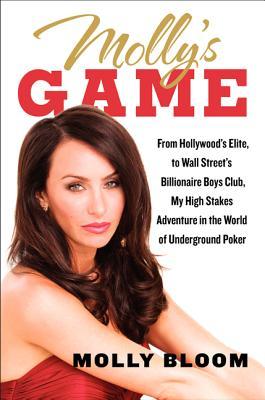 Molly's
GAME
From Hollywood's Elite,
to Wall Street's
Billionaire Boys Club,
My High Stakes
Adventure in the World
of Underground Poker
MOLLY BLOOM